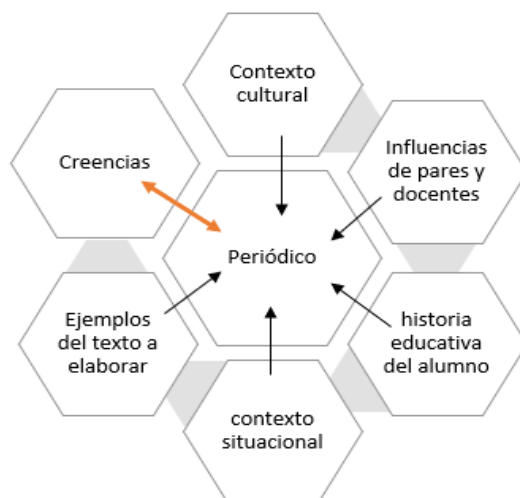 Contexto
cultural
Creencias
Influencias
de pares y
docentes
Periódico
Ejemplos
del texto a
elaborar
historia
educativa
del alumno
contexto
situacional